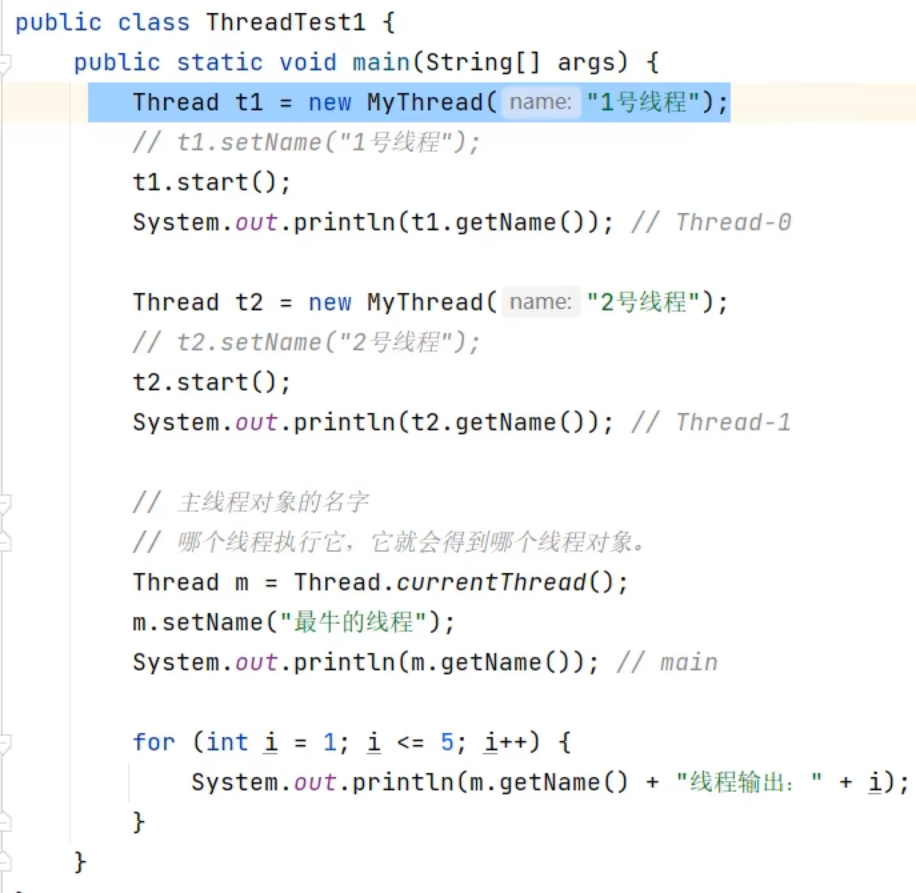 public class ThreadTest1 {
    public static void main(String[] args) {
        Thread t1 = new MyThread( name: "1号线程");
        // t1.setName("1号线程");
        t1.start();
        System.out.println(t1.getName()); // Thread-0
        Thread t2 = new MyThread( name: "2号线程");
        // t2.setName("2号线程");
        t2.start();
        System.out.println(t2.getName()); // Thread-1
        // 主线程对象的名字
        // 哪个线程执行它，它就会得到哪个线程对象。
        Thread m = Thread.currentThread();
        m.setName("最牛的线程");
        System.out.println(m.getName()); // main
        for (int i = 1; i <= 5; i++) {
            System.out.println(m.getName() + "线程输出：" + i);
        }
    }